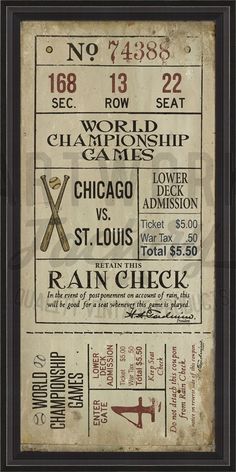 No 74388
168 13 22
SEC. ROW SEAT
WORLD
CHAMPIONSHIP
GAMES
CHICAGO
VS.
ST. LOUIS
LOWER
DECK
ADMISSION
Ticket $5.00
War Tax .50
Total $5.50
RETAIN THIS
RAIN CHECK
In the event of postponement on account of rain, this
will be good for a seat whenever this game is played.
President
WORLD
CHAMPIONSHIP
GAMES
LOWER
DECK
ADMISSION
Ticket $5.00
War Tax .50
Total $5.50
ENTER
GATE
4
Keep Seat
Check
Do not detach this coupon
from Rain Check.